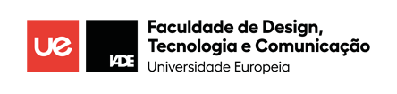 ue
IADE
Faculdade de Design,
Tecnologia e Comunicação
Universidade Europeia